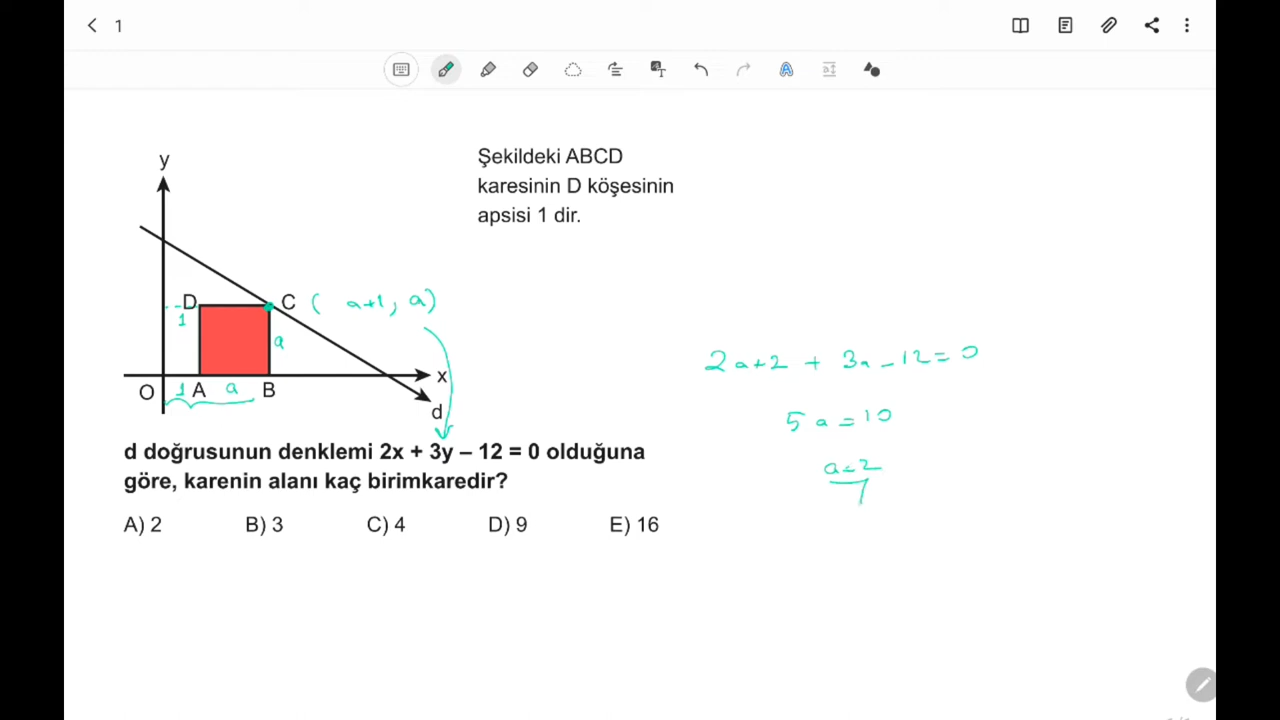 1
y
Şekildeki ABCD
karesinin D köşesinin
apsisi 1 dir.
D
C ( a+1, a)
1
a
2a+2 + 3a-12=0
x
O
1 A a B
d
5a=10
d doğrusunun denklemi 2x + 3y – 12 = 0 olduğuna
a=2
göre, karenin alanı kaç birimkaredir?
A) 2 B) 3 C) 4 D) 9 E) 16